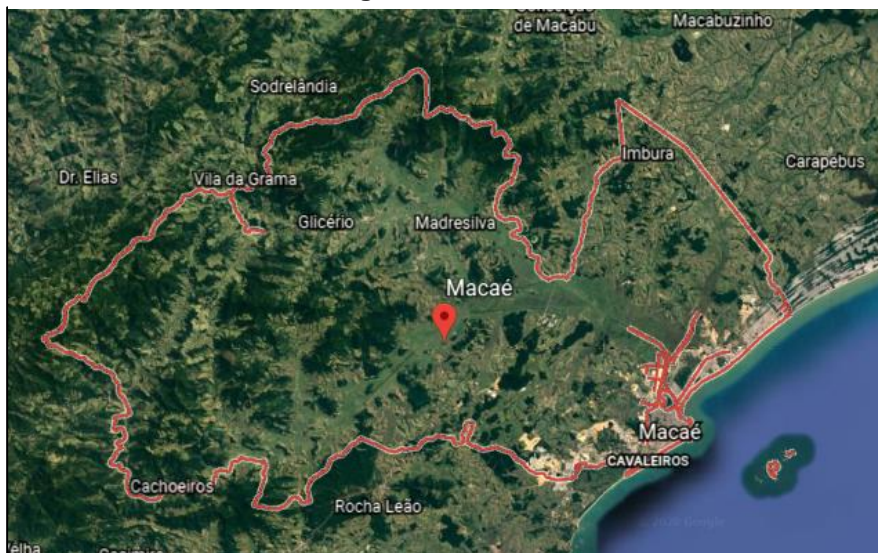 de Macabu
Macabuzinho
Sodrelândia
Imbura
Carapebus
Dr. Elias
Vila da Grama
Glicério
Madresilva
Macaé
Macaé
CAVALEIROS
Cachoeiros
Rocha Leão